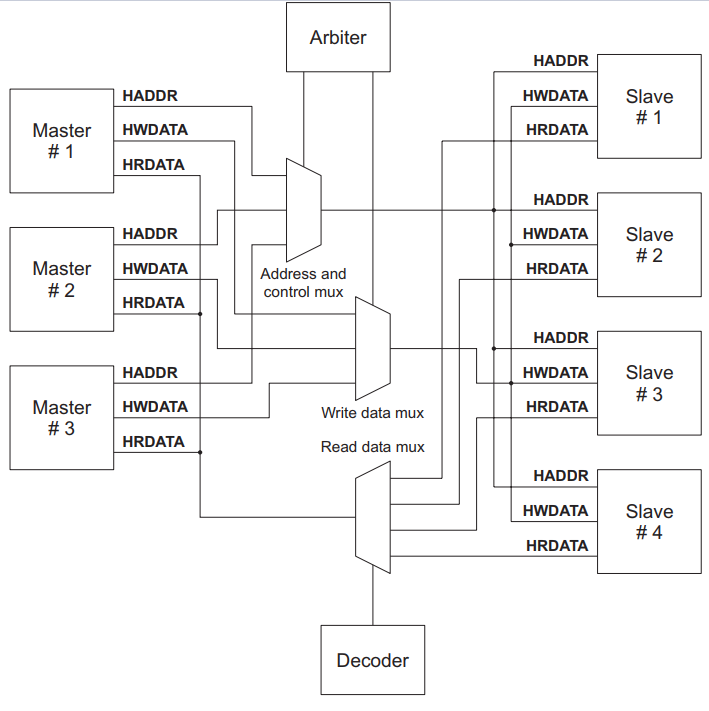 Arbiter
Master
# 1
HADDR
HWDATA
HRDATA
Master
# 2
HADDR
HWDATA
HRDATA
Master
# 3
HADDR
HWDATA
HRDATA
Address and
control mux
Write data mux
Read data mux
HADDR
HWDATA
HRDATA
Slave
# 1
HADDR
HWDATA
HRDATA
Slave
# 2
HADDR
HWDATA
HRDATA
Slave
# 3
HADDR
HWDATA
HRDATA
Slave
# 4
Decoder